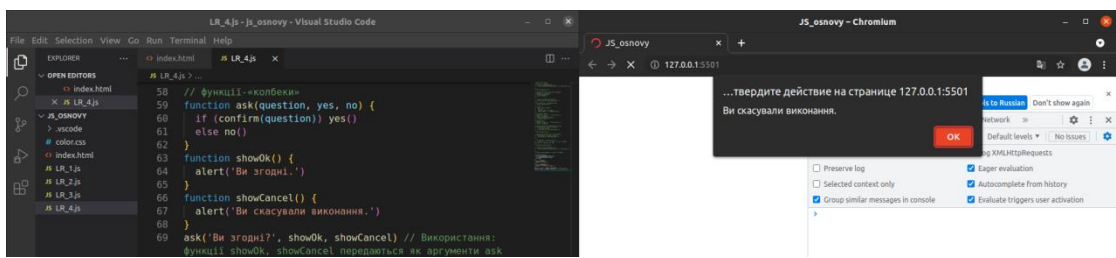 LR_4.js - js_osnovy - Visual Studio Code
File Edit Selection View Go Run Terminal Help
EXPLORER ...
OPEN EDITORS
index.html
JS LR_4.js
JS_OSNOVY
.vscode
# color.css
index.html
JS LR_1.js
JS LR_2.js
JS LR_3.js
JS LR_4.js
index.html JS LR_4.js ×
JS LR_4.js > ...
58 // функції-«колбеки»
59 function ask(question, yes, no) {
60 if (confirm(question)) yes()
61 else no()
62 }
63 function showOk() {
64 alert('Ви згодні.')
65 }
66 function showCancel() {
67 alert('Ви скасували виконання.')
68 }
69 ask('Ви згодні?', showOk, showCancel) // Використання:
функції showOk, showCancel передаються як аргументи ask
JS_osnovy – Chromium
JS_osnovy × +
127.0.0.1:5501
…твердите действие на странице 127.0.0.1:5501
Ви скасували виконання.
OK
to Russian Don't show again
Network »
Default levels ▼ No Issues
XMLHttpRequests
Preserve log
Eager evaluation
Selected context only
Autocomplete from history
Group similar messages in console
Evaluate triggers user activation
>